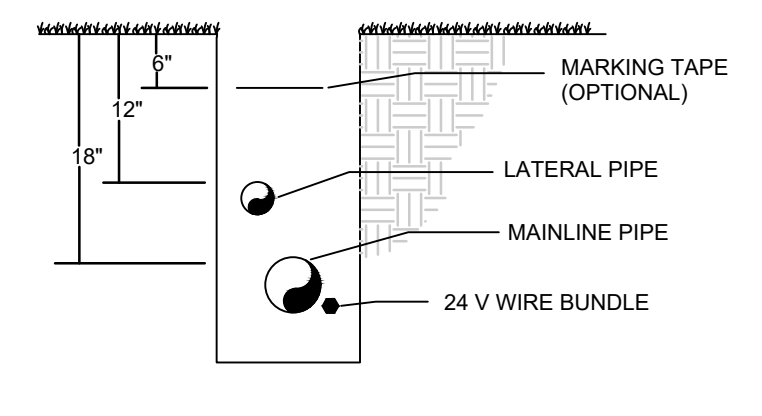 6"
12"
18"
MARKING TAPE
(OPTIONAL)
LATERAL PIPE
MAINLINE PIPE
24 V WIRE BUNDLE